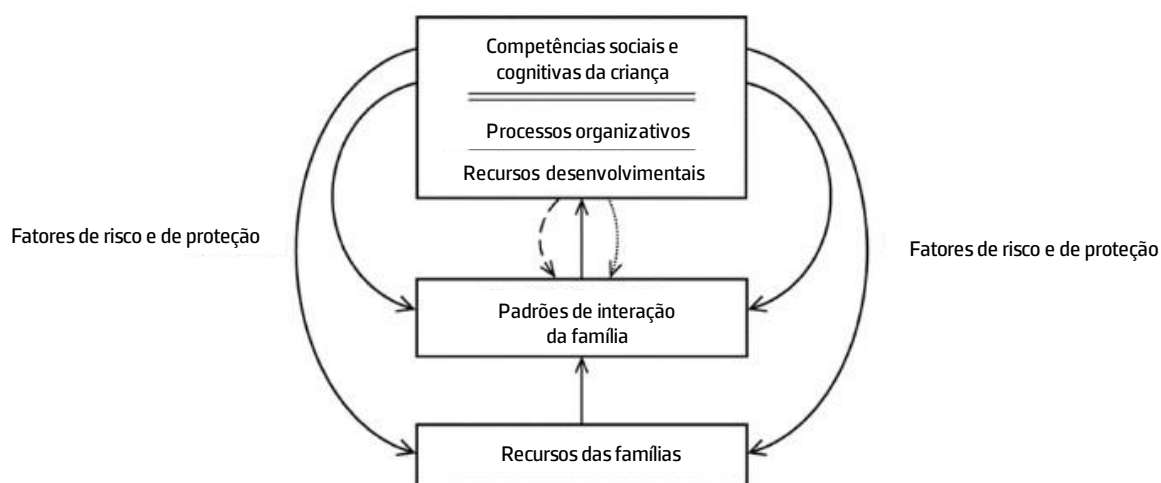 Competências sociais e
cognitivas da criança
Processos organizativos
Recursos desenvolvimentais
Fatores de risco e de proteção
Fatores de risco e de proteção
Padrões de interação
da família
Recursos das famílias